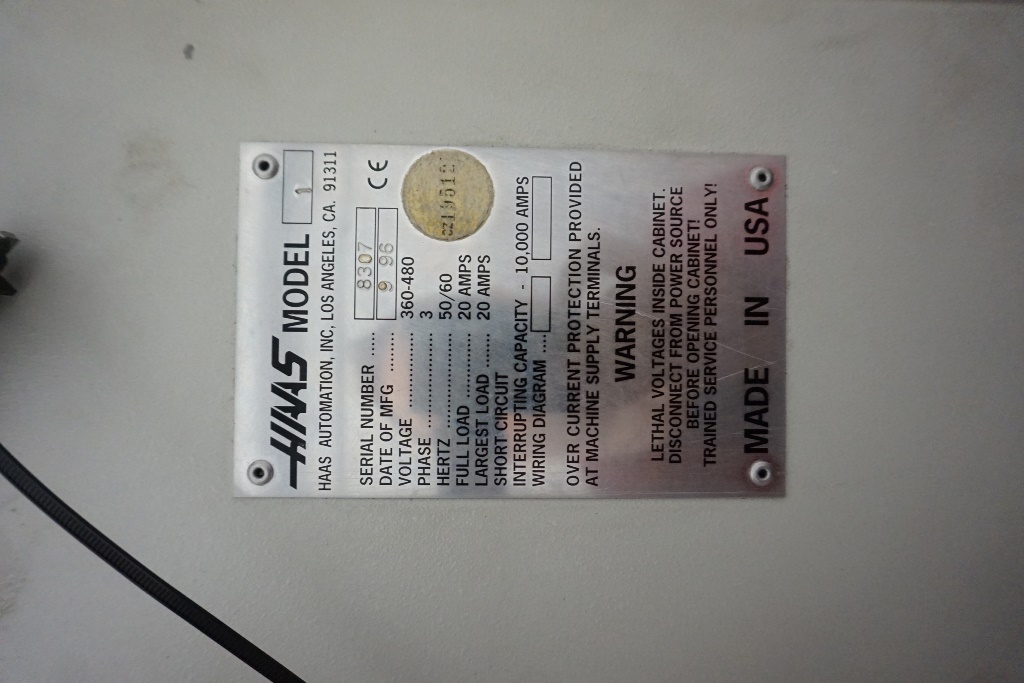 HAAS MODEL 1
HAAS AUTOMATION, INC, LOS ANGELES, CA. 91311
SERIAL NUMBER ..... 8307
DATE OF MFG ...... 9 96
CE
VOLTAGE .................. 360-480
PHASE ........................ 3
HERTZ ..................... 50/60
FULL LOAD ............... 20 AMPS
LARGEST LOAD ........ 20 AMPS
SHORT CIRCUIT
INTERRUPTING CAPACITY - 10,000 AMPS
WIRING DIAGRAM ....
OVER CURRENT PROTECTION PROVIDED
AT MACHINE SUPPLY TERMINALS.
WARNING
LETHAL VOLTAGES INSIDE CABINET.
DISCONNECT FROM POWER SOURCE
BEFORE OPENING CABINET!
TRAINED SERVICE PERSONNEL ONLY!
MADE IN USA